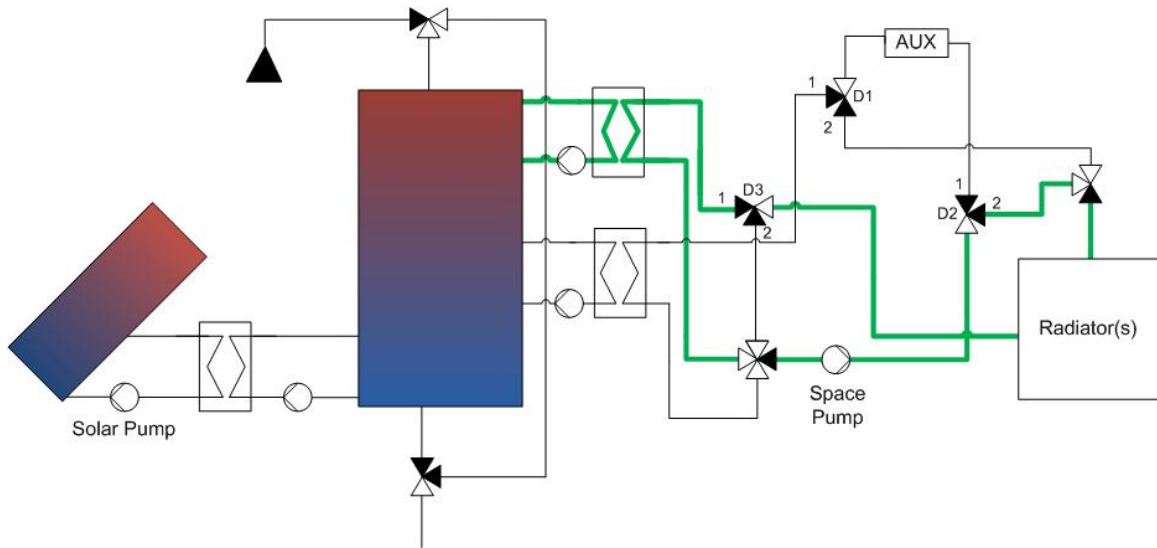 AUX
1
D1
2
D3
1
2
1
2
D2
Radiator(s)
Space
Pump
Solar Pump